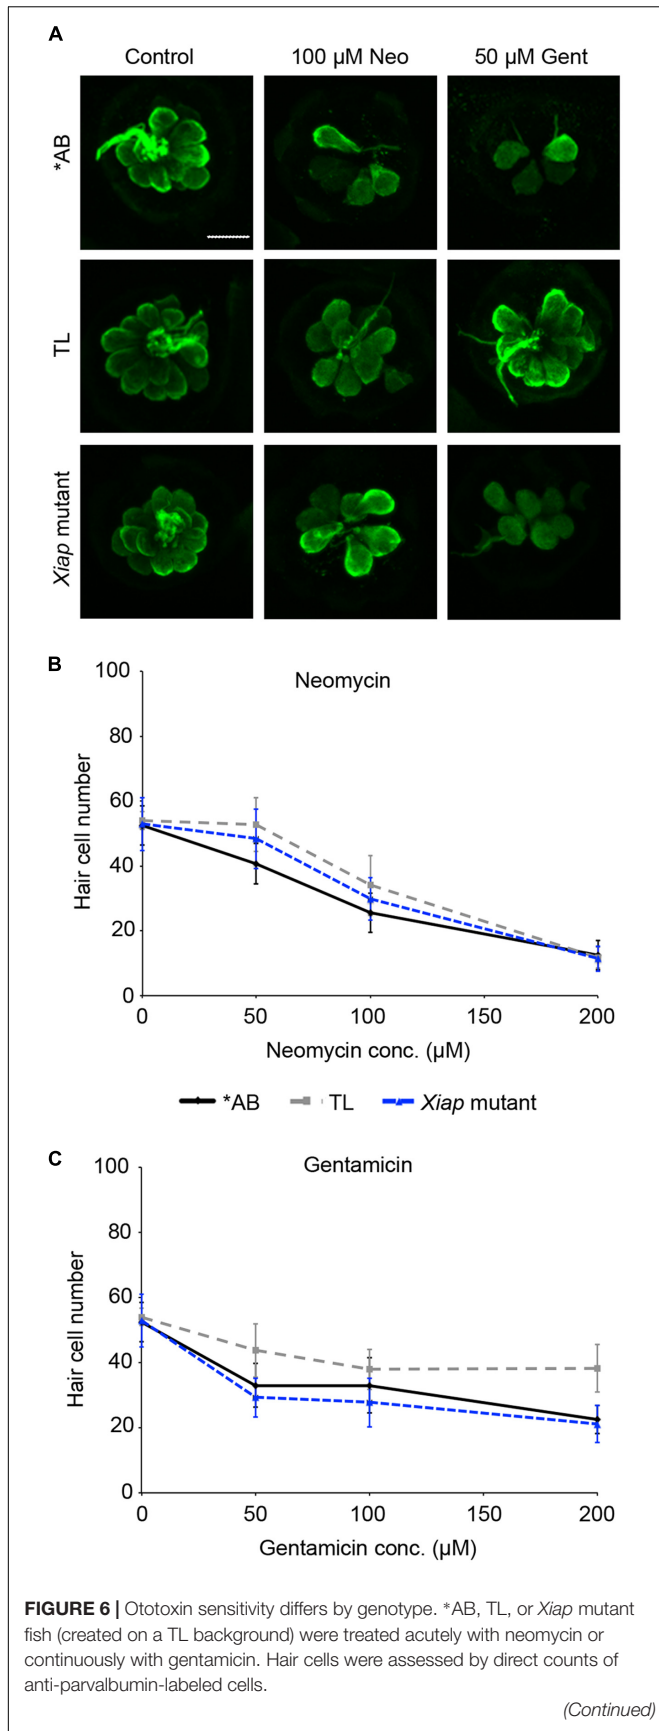 A
Control 100 µM Neo 50 µM Gent
*AB
TL
Xiap mutant
B
Neomycin
100
80
60
40
20
0
Hair cell number
0 50 100 150 200
Neomycin conc. (µM)
*AB TL Xiap mutant
C
Gentamicin
100
80
60
40
20
0
Hair cell number
0 50 100 150 200
Gentamicin conc. (µM)
FIGURE 6 | Ototoxin sensitivity differs by genotype. *AB, TL, or Xiap mutant
fish (created on a TL background) were treated acutely with neomycin or
continuously with gentamicin. Hair cells were assessed by direct counts of
anti-parvalbumin-labeled cells.
(Continued)